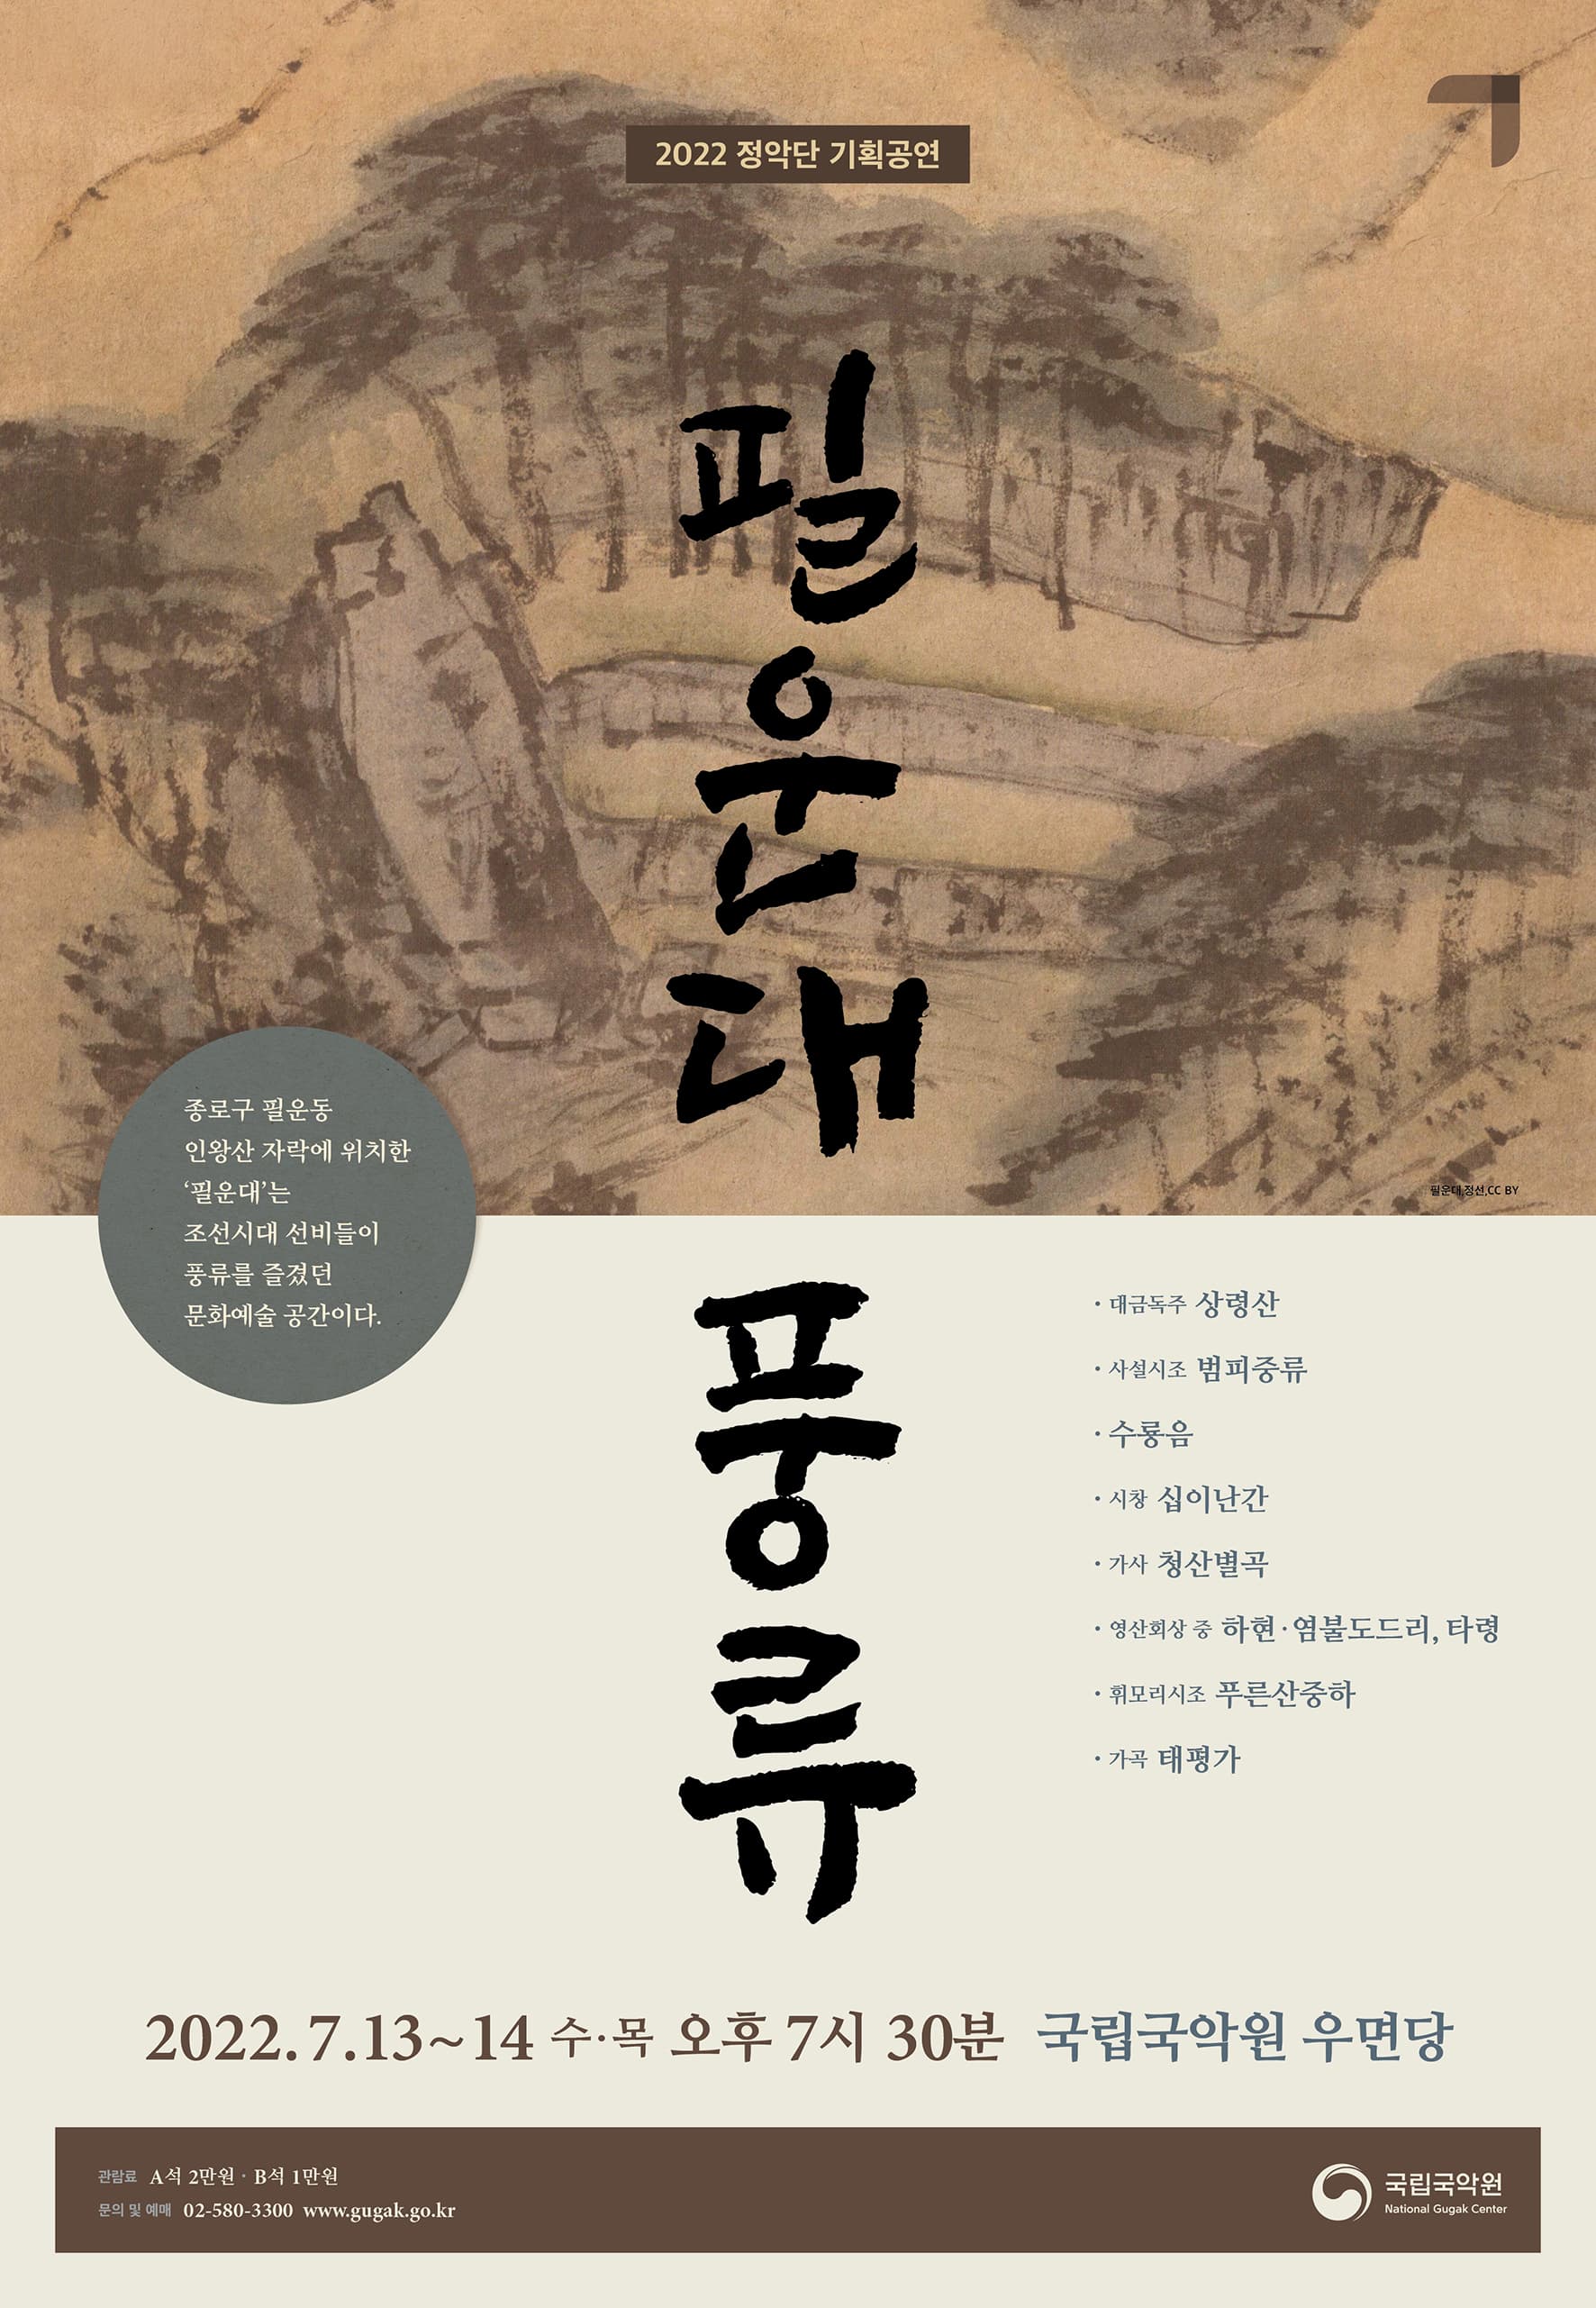 2022 정악단 기획공연
필운대
종로구 필운동
인왕산 자락에 위치한
‘필운대’는
조선시대 선비들이
풍류를 즐겼던
문화예술 공간이다.
필운대,정선,CC BY
풍류
· 대금독주 상령산
· 사설시조 범피중류
· 수룡음
· 시창 십이난간
· 가사 청산별곡
· 영산회상 중 하현·염불도드리, 타령
· 휘모리시조 푸른산중하
· 가곡 태평가
2022.7.13~14 수·목 오후 7시 30분 국립국악원 우면당
관람료 A석 2만원 · B석 1만원
문의 및 예매 02-580-3300 www.gugak.go.kr
국립국악원
National Gugak Center